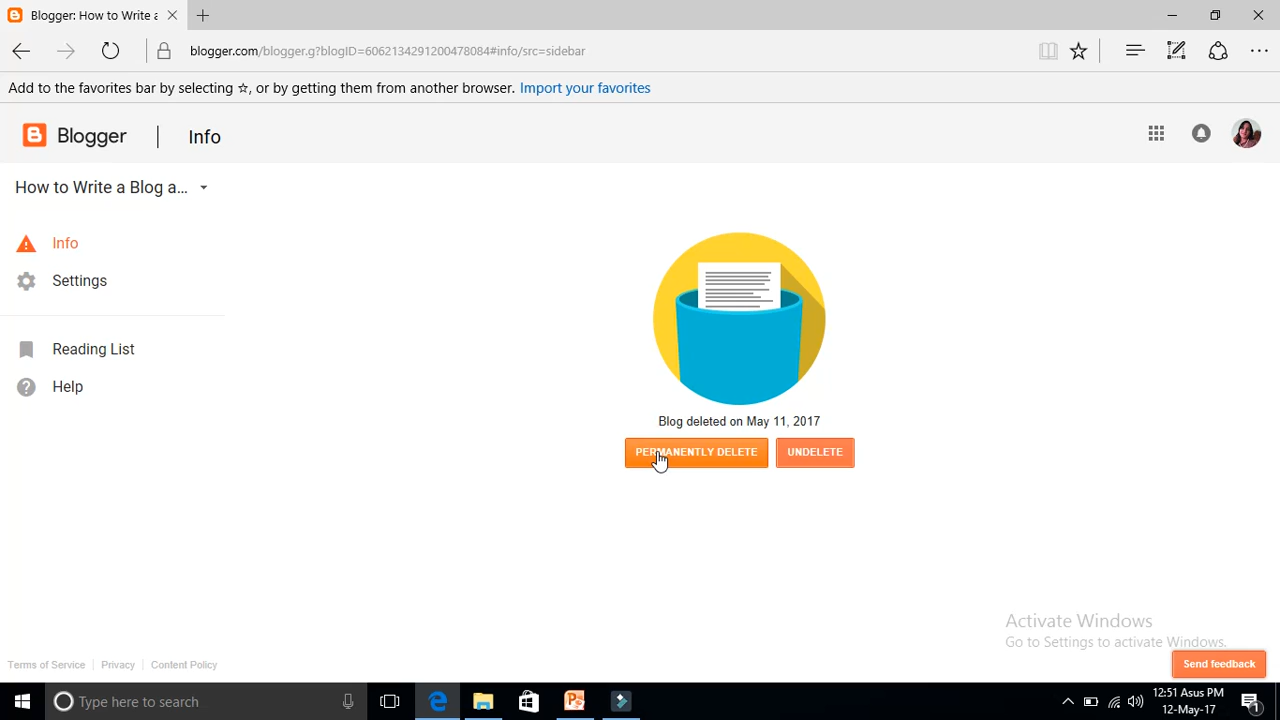 Blogger: How to Write a
blogger.com/blogger.g?blogID=6062134291200478084#info/src=sidebar
Add to the favorites bar by selecting ☆, or by getting them from another browser. Import your favorites
Blogger | Info
How to Write a Blog a...
Info
Settings
Reading List
Help
Blog deleted on May 11, 2017
PERMANENTLY DELETE UNDELETE
Activate Windows
Go to Settings to activate Windows.
Send feedback
Terms of Service Privacy Content Policy
Type here to search
12:51 Asus PM
12-May-17
1